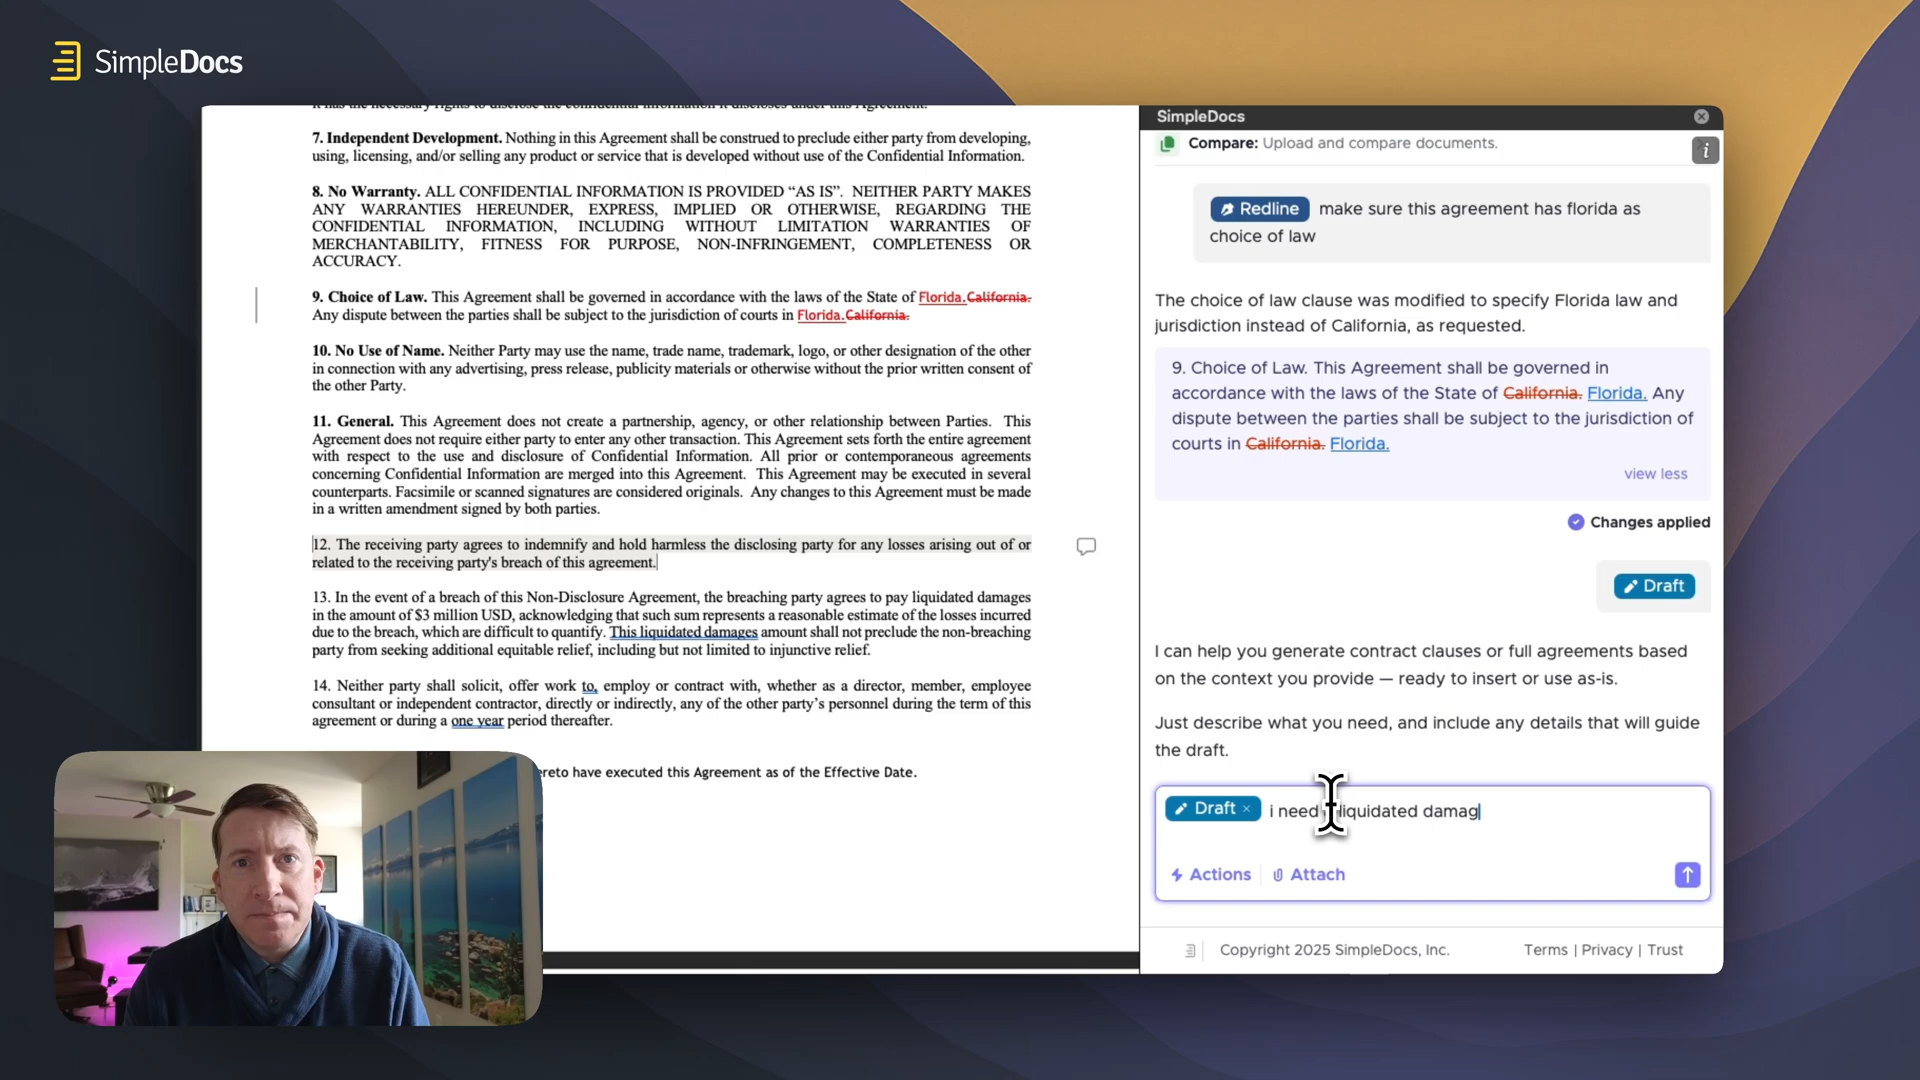 SimpleDocs
it has the necessary rights to disclose the confidential information it discloses under this Agreement.
7. Independent Development. Nothing in this Agreement shall be construed to preclude either party from developing,
using, licensing, and/or selling any product or service that is developed without use of the Confidential Information.
8. No Warranty. ALL CONFIDENTIAL INFORMATION IS PROVIDED “AS IS”. NEITHER PARTY MAKES
ANY WARRANTIES HEREUNDER, EXPRESS, IMPLIED OR OTHERWISE, REGARDING THE
CONFIDENTIAL INFORMATION, INCLUDING WITHOUT LIMITATION WARRANTIES OF
MERCHANTABILITY, FITNESS FOR PURPOSE, NON-INFRINGEMENT, COMPLETENESS OR
ACCURACY.
9. Choice of Law. This Agreement shall be governed in accordance with the laws of the State of Florida.California.
Any dispute between the parties shall be subject to the jurisdiction of courts in Florida.California.
10. No Use of Name. Neither Party may use the name, trade name, trademark, logo, or other designation of the other
in connection with any advertising, press release, publicity materials or otherwise without the prior written consent of
the other Party.
11. General. This Agreement does not create a partnership, agency, or other relationship between Parties. This
Agreement does not require either party to enter any other transaction. This Agreement sets forth the entire agreement
with respect to the use and disclosure of Confidential Information. All prior or contemporaneous agreements
concerning Confidential Information are merged into this Agreement. This Agreement may be executed in several
counterparts. Facsimile or scanned signatures are considered originals. Any changes to this Agreement must be made
in a written amendment signed by both parties.
12. The receiving party agrees to indemnify and hold harmless the disclosing party for any losses arising out of or
related to the receiving party's breach of this agreement.
13. In the event of a breach of this Non-Disclosure Agreement, the breaching party agrees to pay liquidated damages
in the amount of $3 million USD, acknowledging that such sum represents a reasonable estimate of the losses incurred
due to the breach, which are difficult to quantify. This liquidated damages amount shall not preclude the non-breaching
party from seeking additional equitable relief, including but not limited to injunctive relief.
14. Neither party shall solicit, offer work to, employ or contract with, whether as a director, member, employee
consultant or independent contractor, directly or indirectly, any of the other party’s personnel during the term of this
agreement or during a one year period thereafter.
ereto have executed this Agreement as of the Effective Date.
SimpleDocs
Compare: Upload and compare documents.
Redline make sure this agreement has florida as
choice of law
The choice of law clause was modified to specify Florida law and
jurisdiction instead of California, as requested.
9. Choice of Law. This Agreement shall be governed in
accordance with the laws of the State of California. Florida. Any
dispute between the parties shall be subject to the jurisdiction of
courts in California. Florida.
view less
Changes applied
Draft
I can help you generate contract clauses or full agreements based
on the context you provide — ready to insert or use as-is.
Just describe what you need, and include any details that will guide
the draft.
Draft × i need liquidated damag
Actions | Attach
Copyright 2025 SimpleDocs, Inc.
Terms | Privacy | Trust